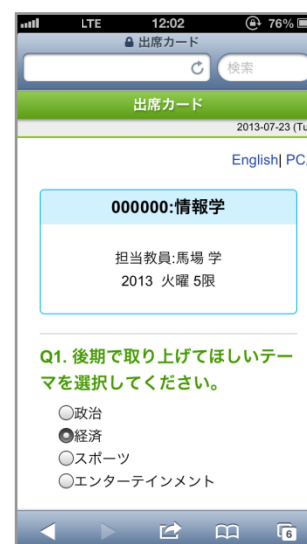 LTE 12:02 76%
出席カード
検索
出席カード
2013-07-23 (Tu
English| PC
000000:情報学
担当教員:馬場 学
2013 火曜 5限
Q1. 後期で取り上げてほしいテー
マを選択してください。
政治
経済
スポーツ
エンターテインメント
6